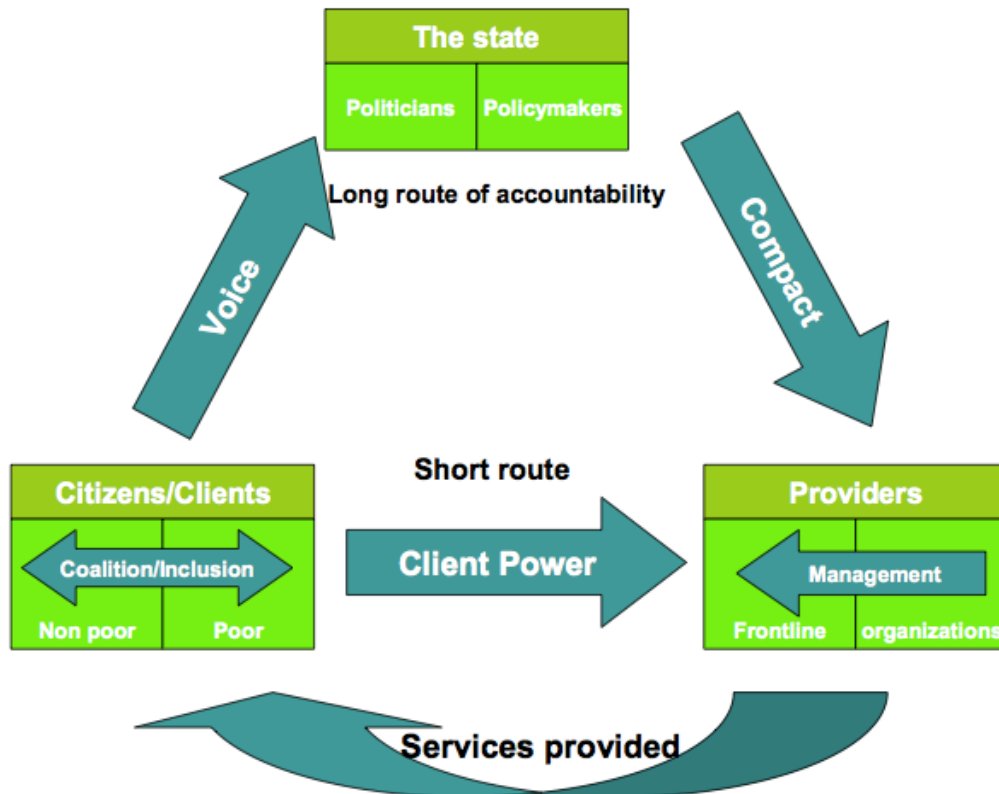 The state
Politicians
Policymakers
Long route of accountability
Voice
Compact
Short route
Citizens/Clients
Providers
Coalition/Inclusion
Client Power
Management
Non poor
Poor
Frontline
organizations
Services provided